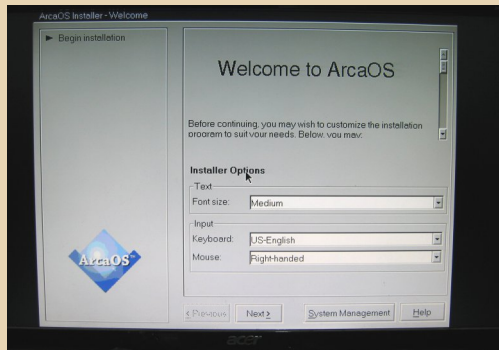 ArcaOS Installer - Welcome
Begin installation
Welcome to ArcaOS
Before continuing, you may wish to customize the installation
program to suit your needs. Below, you may:
Installer Options
Text
Font size:
Medium
Input
Keyboard:
US-English
Mouse:
Right-handed
ArcaOS
< Previous
Next >
System Management
Help
acer